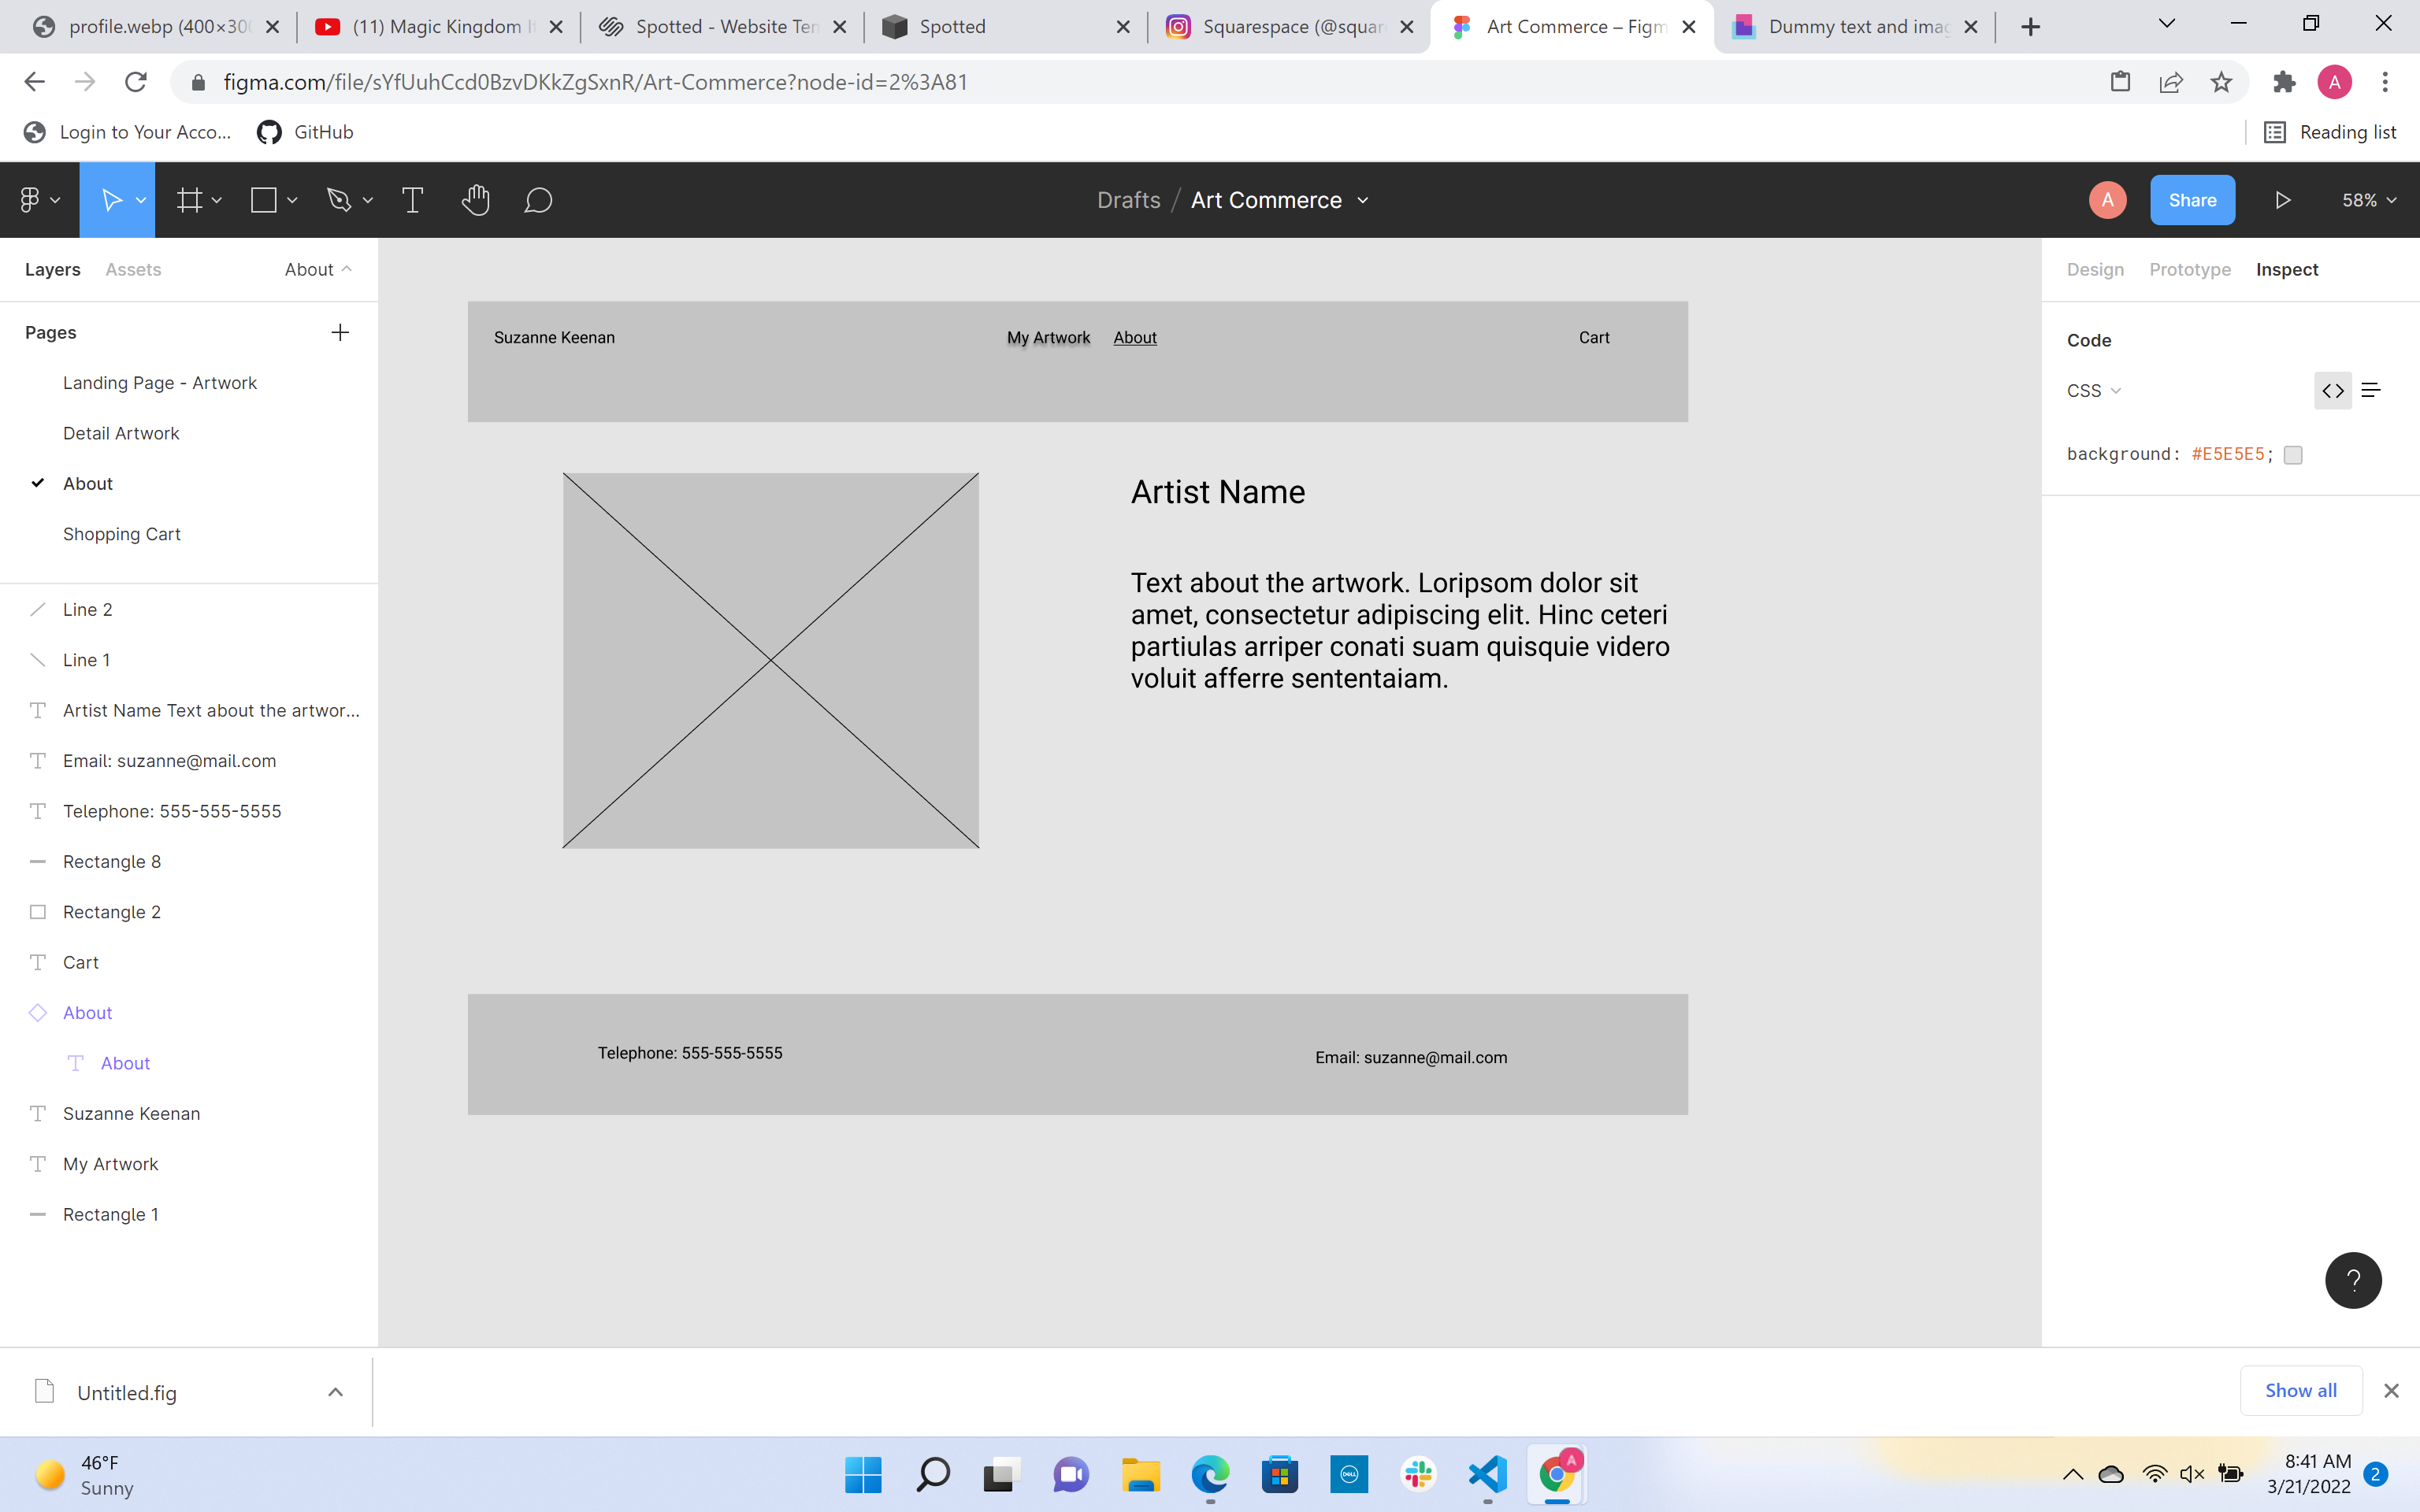 profile.webp (400×300
(11) Magic Kingdom
Spotted - Website Ten
Spotted
Squarespace (@squar
Art Commerce – Figm
Dummy text and imag
figma.com/file/sYfUuhCcd0BzvDKkZgSxnR/Art-Commerce?node-id=2%3A81
A
Login to Your Acco...
GitHub
Reading list
Drafts / Art Commerce
A
Share
58%
Layers
Assets
About
Design
Prototype
Inspect
Pages
Landing Page - Artwork
Detail Artwork
About
Shopping Cart
Line 2
Line 1
Artist Name Text about the artwor...
Email: suzanne@mail.com
Telephone: 555-555-5555
Rectangle 8
Rectangle 2
Cart
About
About
Suzanne Keenan
My Artwork
Rectangle 1
Suzanne Keenan
My Artwork
About
Cart
Artist Name
Text about the artwork. Loripsom dolor sit
amet, consectetur adipiscing elit. Hinc ceteri
partiulas arriper conati suam quisquie videro
voluit afferre sententaiam.
Telephone: 555-555-5555
Email: suzanne@mail.com
Code
CSS
background: #E5E5E5;
?
Untitled.fig
Show all
46°F
Sunny
DELL
A
8:41 AM
3/21/2022
2